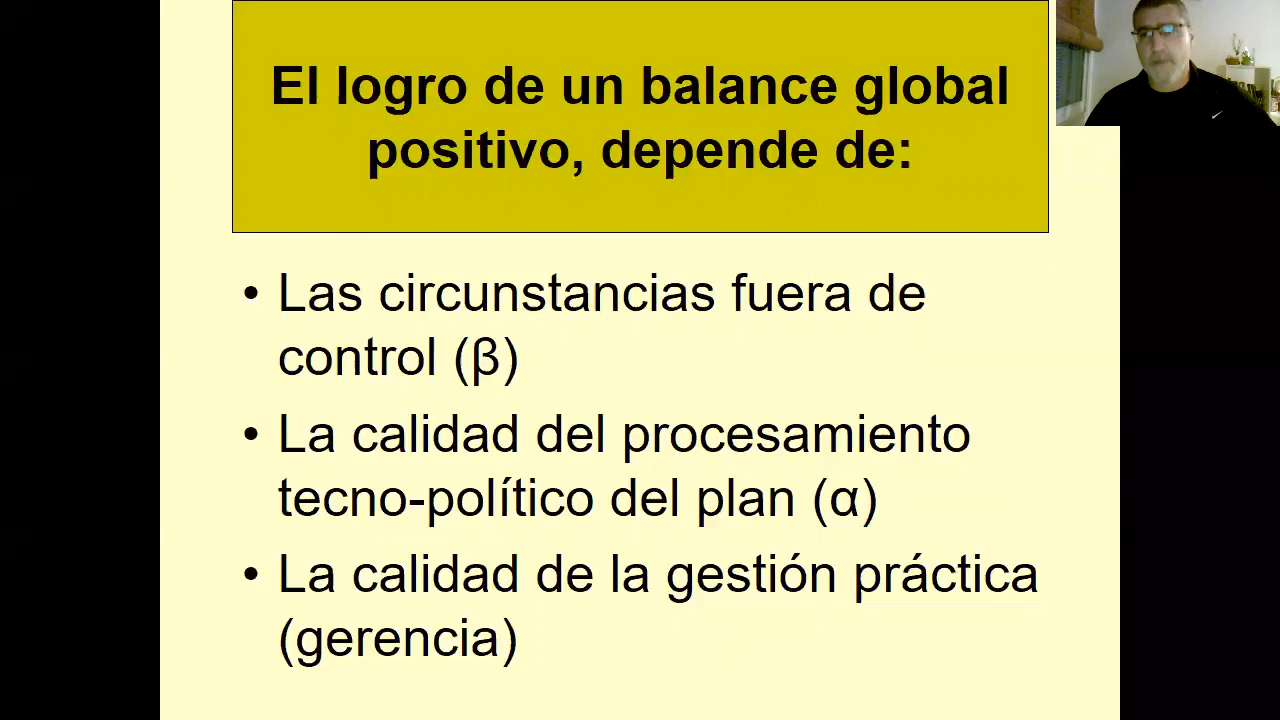 El logro de un balance global
positivo, depende de:
• Las circunstancias fuera de
control (β)
• La calidad del procesamiento
tecno-político del plan (α)
• La calidad de la gestión práctica
(gerencia)